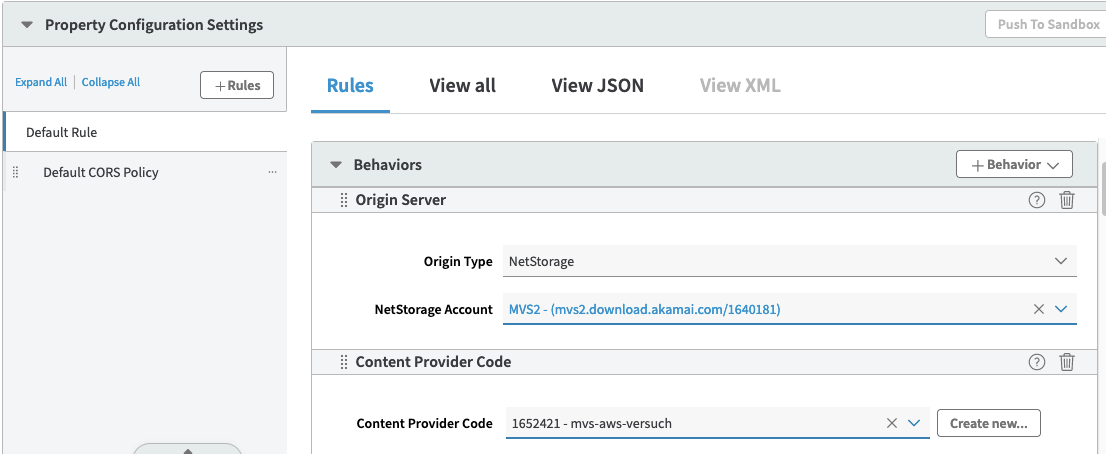 Property Configuration Settings
Push To Sandbox
Expand All | Collapse All
+Rules
Default Rule
Default CORS Policy
...
Rules
View all
View JSON
View XML
Behaviors
+Behavior
Origin Server
?
Origin Type
NetStorage
NetStorage Account
MVS2 - (mvs2.download.akamai.com/1640181)
Content Provider Code
?
Content Provider Code
1652421 - mvs-aws-versuch
Create new...